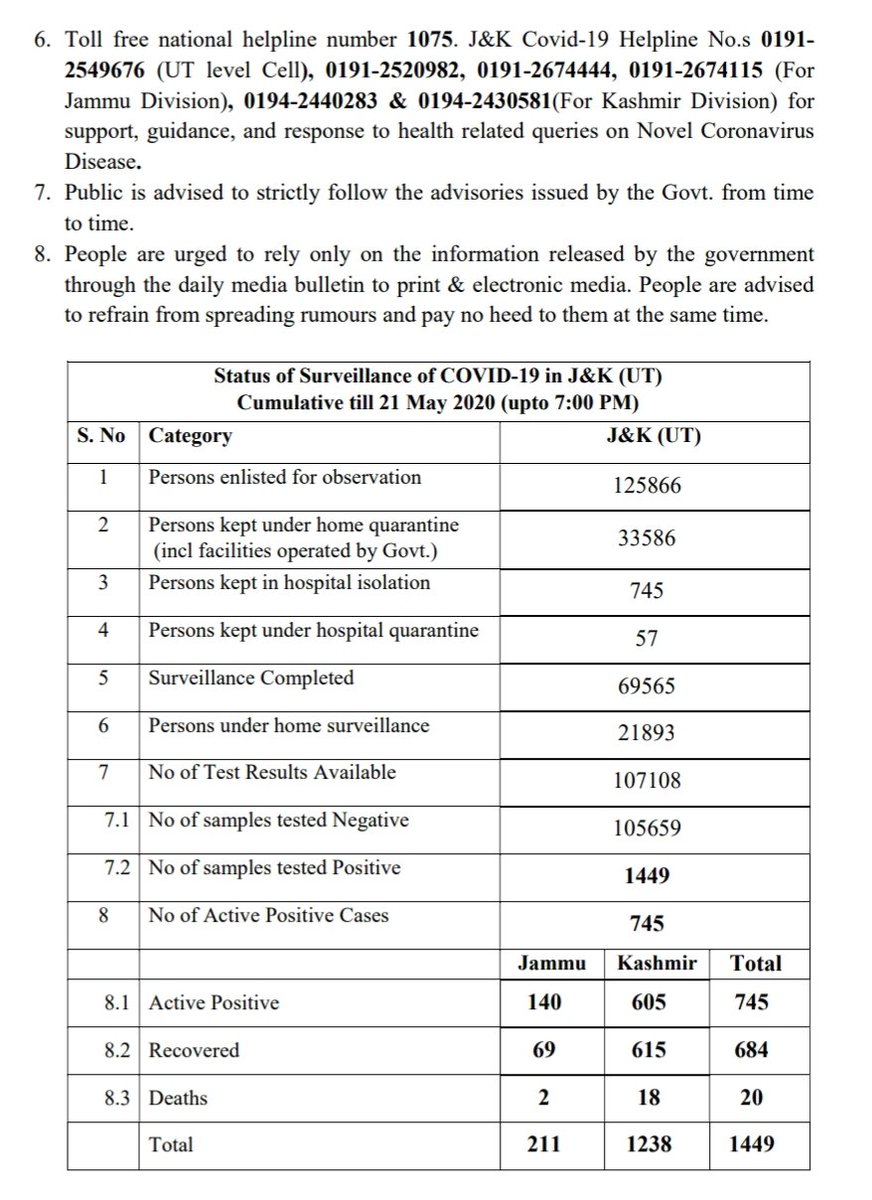 6. Toll free national helpline number 1075. J&K Covid-19 Helpline No.s 0191-
2549676 (UT level Cell), 0191-2520982, 0191-2674444, 0191-2674115 (For
Jammu Division), 0194-2440283 & 0194-2430581(For Kashmir Division) for
support, guidance, and response to health related queries on Novel Coronavirus
Disease.
7. Public is advised to strictly follow the advisories issued by the Govt. from time
to time.
8. People are urged to rely only on the information released by the government
through the daily media bulletin to print & electronic media. People are advised
to refrain from spreading rumours and pay no heed to them at the same time.
Status of Surveillance of COVID-19 in J&K (UT)
Cumulative till 21 May 2020 (upto 7:00 PM)
S. No Category J&K (UT)
1 Persons enlisted for observation 125866
2 Persons kept under home quarantine
(incl facilities operated by Govt.) 33586
3 Persons kept in hospital isolation 745
4 Persons kept under hospital quarantine 57
5 Surveillance Completed 69565
6 Persons under home surveillance 21893
7 No of Test Results Available 107108
7.1 No of samples tested Negative 105659
7.2 No of samples tested Positive 1449
8 No of Active Positive Cases 745
Jammu Kashmir Total
8.1 Active Positive 140 605 745
8.2 Recovered 69 615 684
8.3 Deaths 2 18 20
Total 211 1238 1449